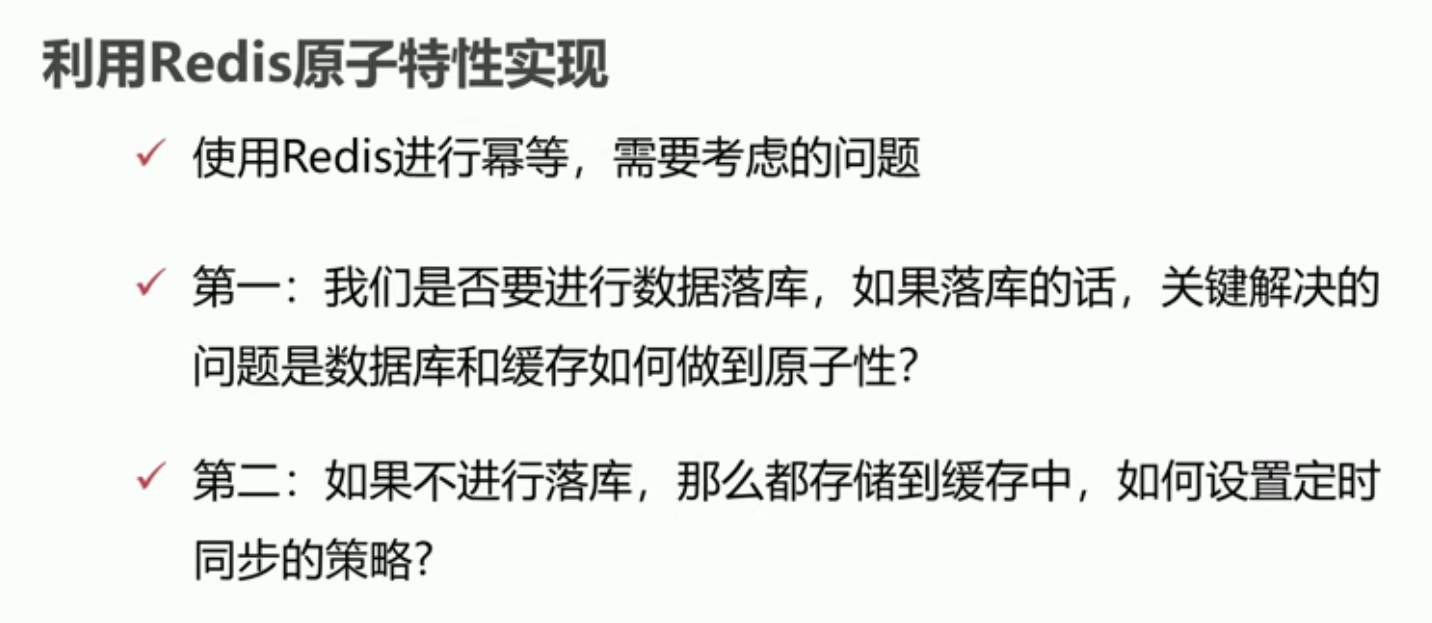 利用Redis原子特性实现
✓ 使用Redis进行幂等，需要考虑的问题
✓ 第一：我们是否要进行数据落库，如果落库的话，关键解决的
问题是数据库和缓存如何做到原子性？
✓ 第二：如果不进行落库，那么都存储到缓存中，如何设置定时
同步的策略？